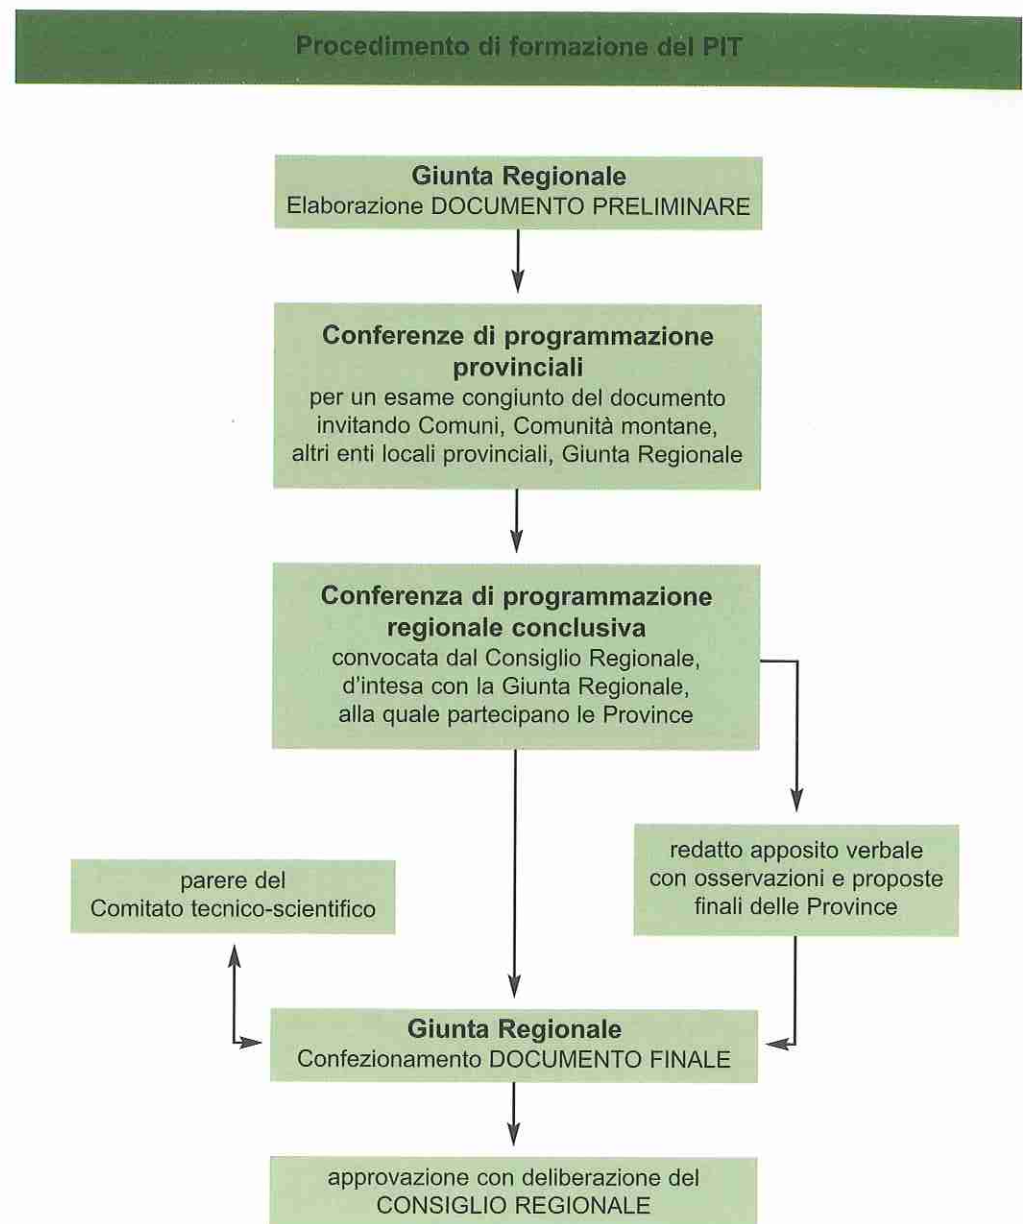 Procedimento di formazione del PIT
Giunta Regionale
Elaborazione DOCUMENTO PRELIMINARE
Conferenze di programmazione
provinciali
per un esame congiunto del documento
invitando Comuni, Comunità montane,
altri enti locali provinciali, Giunta Regionale
Conferenza di programmazione
regionale conclusiva
convocata dal Consiglio Regionale,
d'intesa con la Giunta Regionale,
alla quale partecipano le Province
redatto apposito verbale
con osservazioni e proposte
finali delle Province
parere del
Comitato tecnico-scientifico
Giunta Regionale
Confezionamento DOCUMENTO FINALE
approvazione con deliberazione del
CONSIGLIO REGIONALE